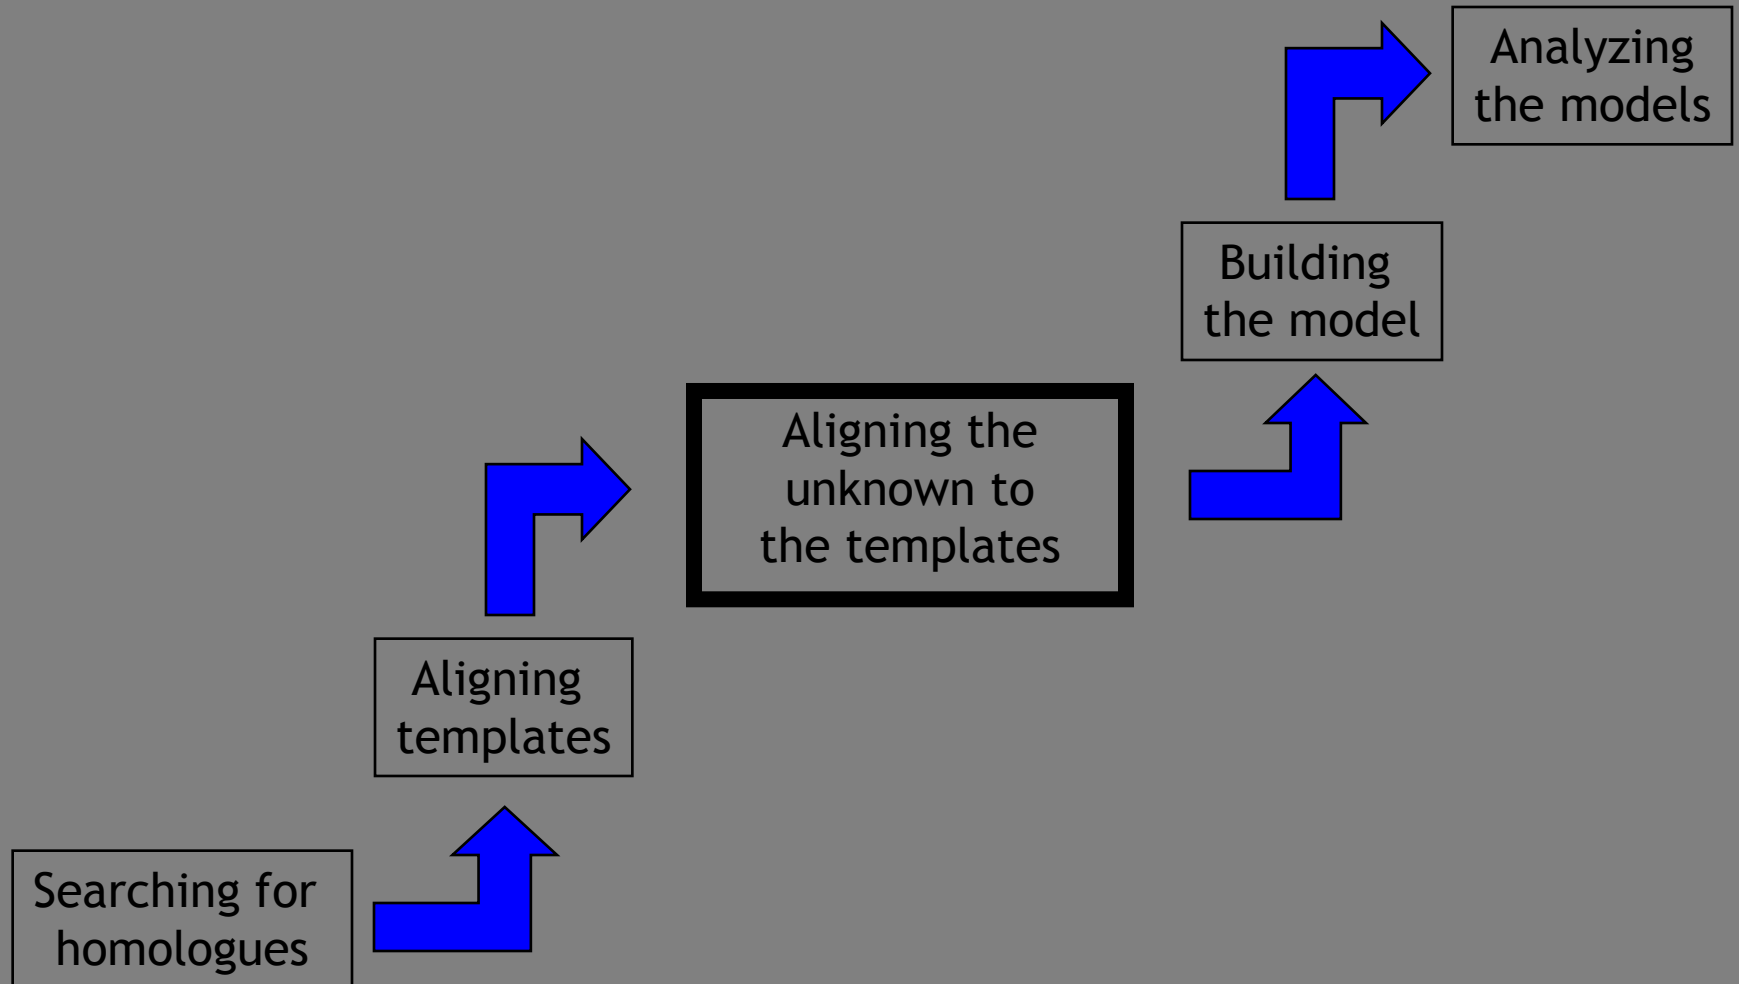 Analyzing
the models
Building
the model
Aligning the
unknown to
the templates
Aligning
templates
Searching for
homologues